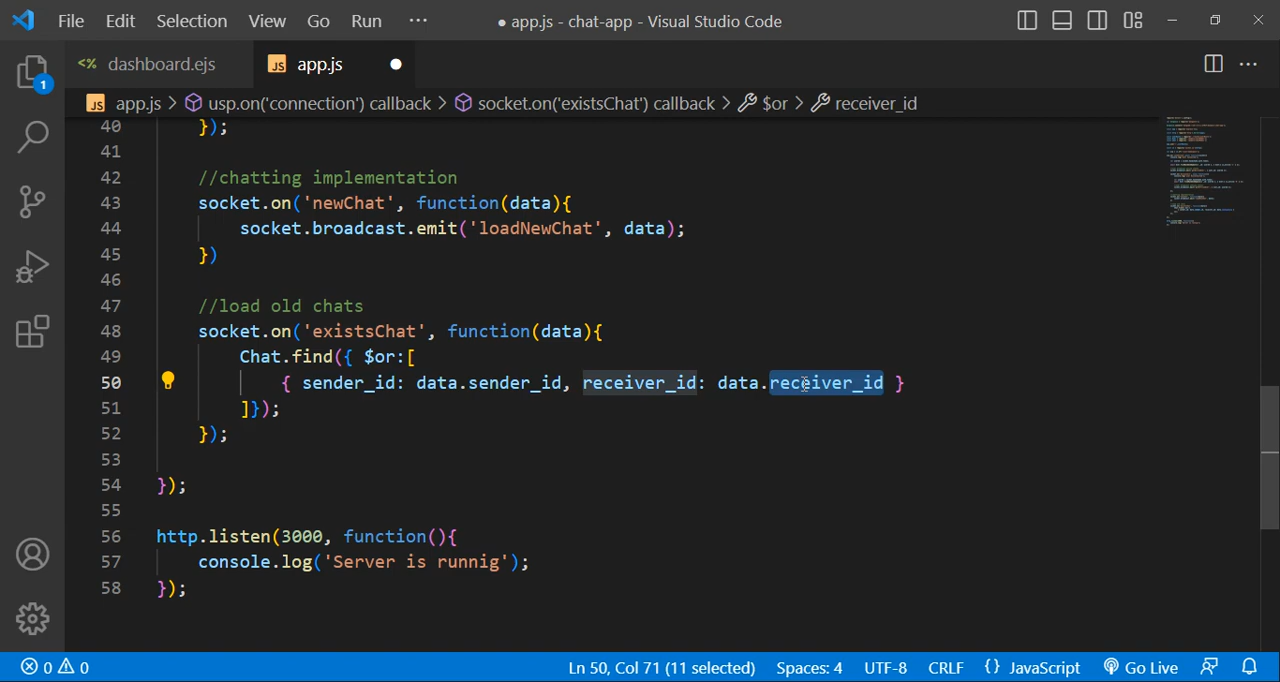 File Edit Selection View Go Run ··· ● app.js - chat-app - Visual Studio Code
<% dashboard.ejs JS app.js ●
1
JS app.js > usp.on('connection') callback > socket.on('existsChat') callback > $or > receiver_id
40 });
41
42 //chatting implementation
43 socket.on('newChat', function(data){
44 socket.broadcast.emit('loadNewChat', data);
45 })
46
47 //load old chats
48 socket.on('existsChat', function(data){
49 Chat.find({ $or:[
50 { sender_id: data.sender_id, receiver_id: data.receiver_id }
51 ]});
52 });
53
54 });
55
56 http.listen(3000, function(){
57 console.log('Server is runnig');
58 });
0 0 Ln 50, Col 71 (11 selected) Spaces: 4 UTF-8 CRLF {} JavaScript Go Live